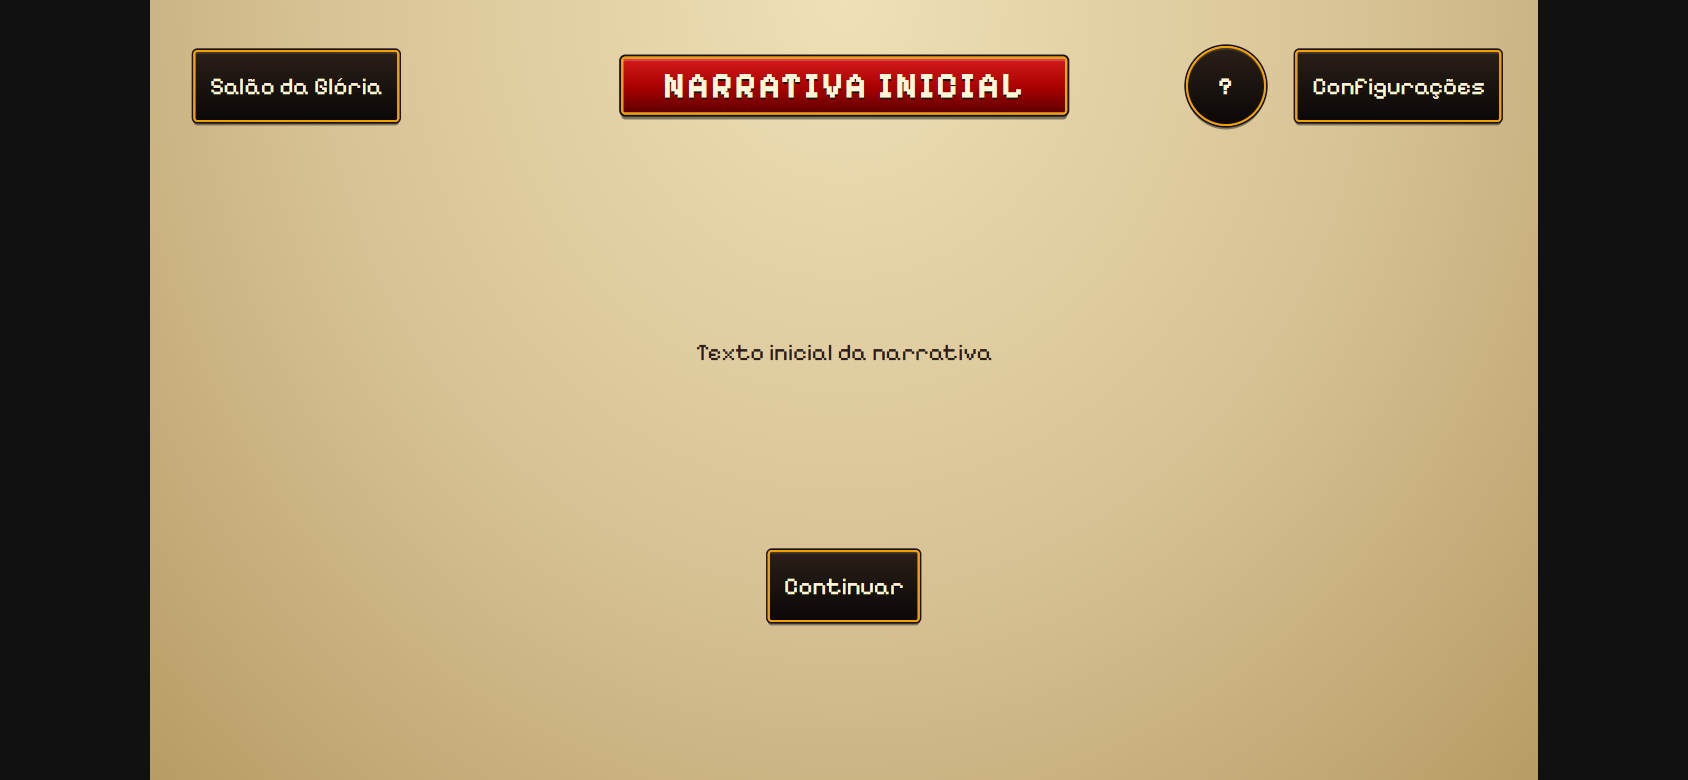 Salão da Glória
NARRATIVA INICIAL
?
Configurações
Texto inicial da narrativa
Continuar